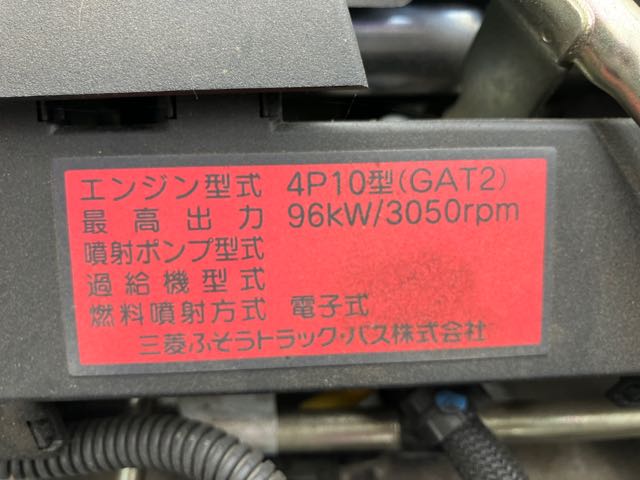 エンジン型式 4P10型(GAT2)
最高出力 96kW/3050rpm
噴射ポンプ型式
過給機型式
燃料噴射方式 電子式
三菱ふそうトラック・バス株式会社